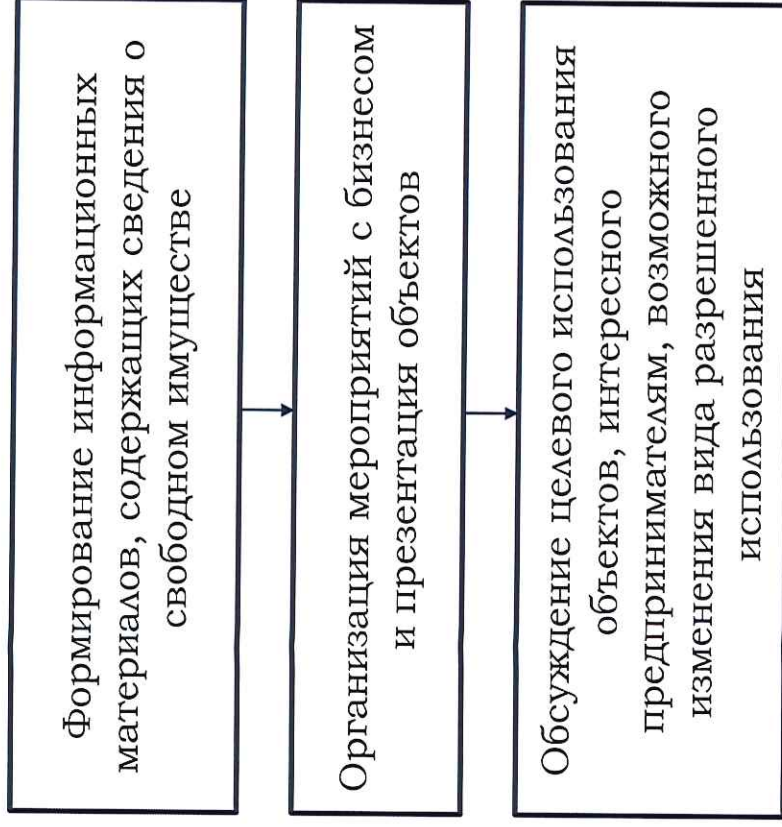 Формирование информационных
материалов, содержащих сведения о
свободном имуществе
Организация мероприятий с бизнесом
и презентация объектов
Обсуждение целевого использования
объектов, интересного
предпринимателям, возможного
изменения вида разрешенного
использования